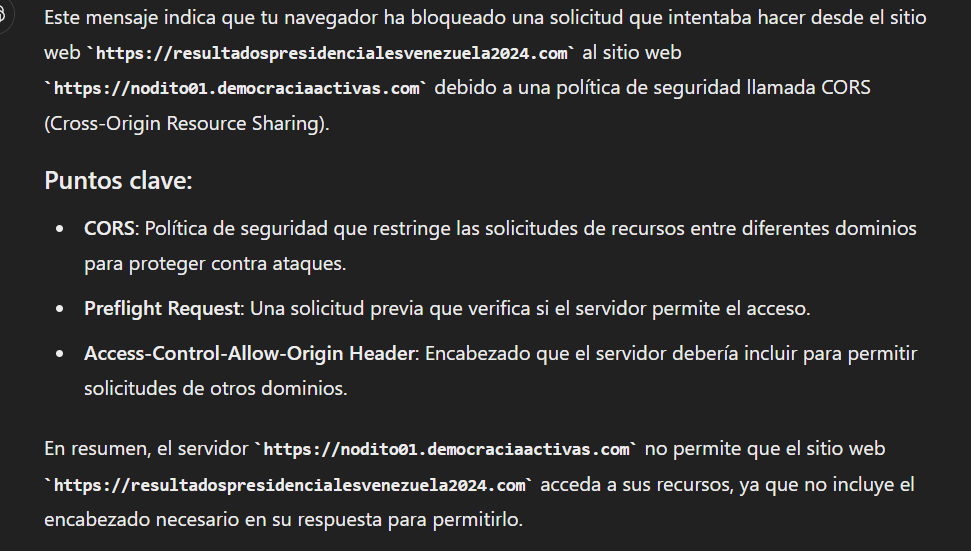 Este mensaje indica que tu navegador ha bloqueado una solicitud que intentaba hacer desde el sitio
web `https://resultadospresidencialesvenezuela2024.com` al sitio web
`https://nodito01.democraciaactivas.com` debido a una política de seguridad llamada CORS
(Cross-Origin Resource Sharing).
Puntos clave:
• CORS: Política de seguridad que restringe las solicitudes de recursos entre diferentes dominios
para proteger contra ataques.
• Preflight Request: Una solicitud previa que verifica si el servidor permite el acceso.
• Access-Control-Allow-Origin Header: Encabezado que el servidor debería incluir para permitir
solicitudes de otros dominios.
En resumen, el servidor `https://nodito01.democraciaactivas.com` no permite que el sitio web
`https://resultadospresidencialesvenezuela2024.com` acceda a sus recursos, ya que no incluye el
encabezado necesario en su respuesta para permitirlo.